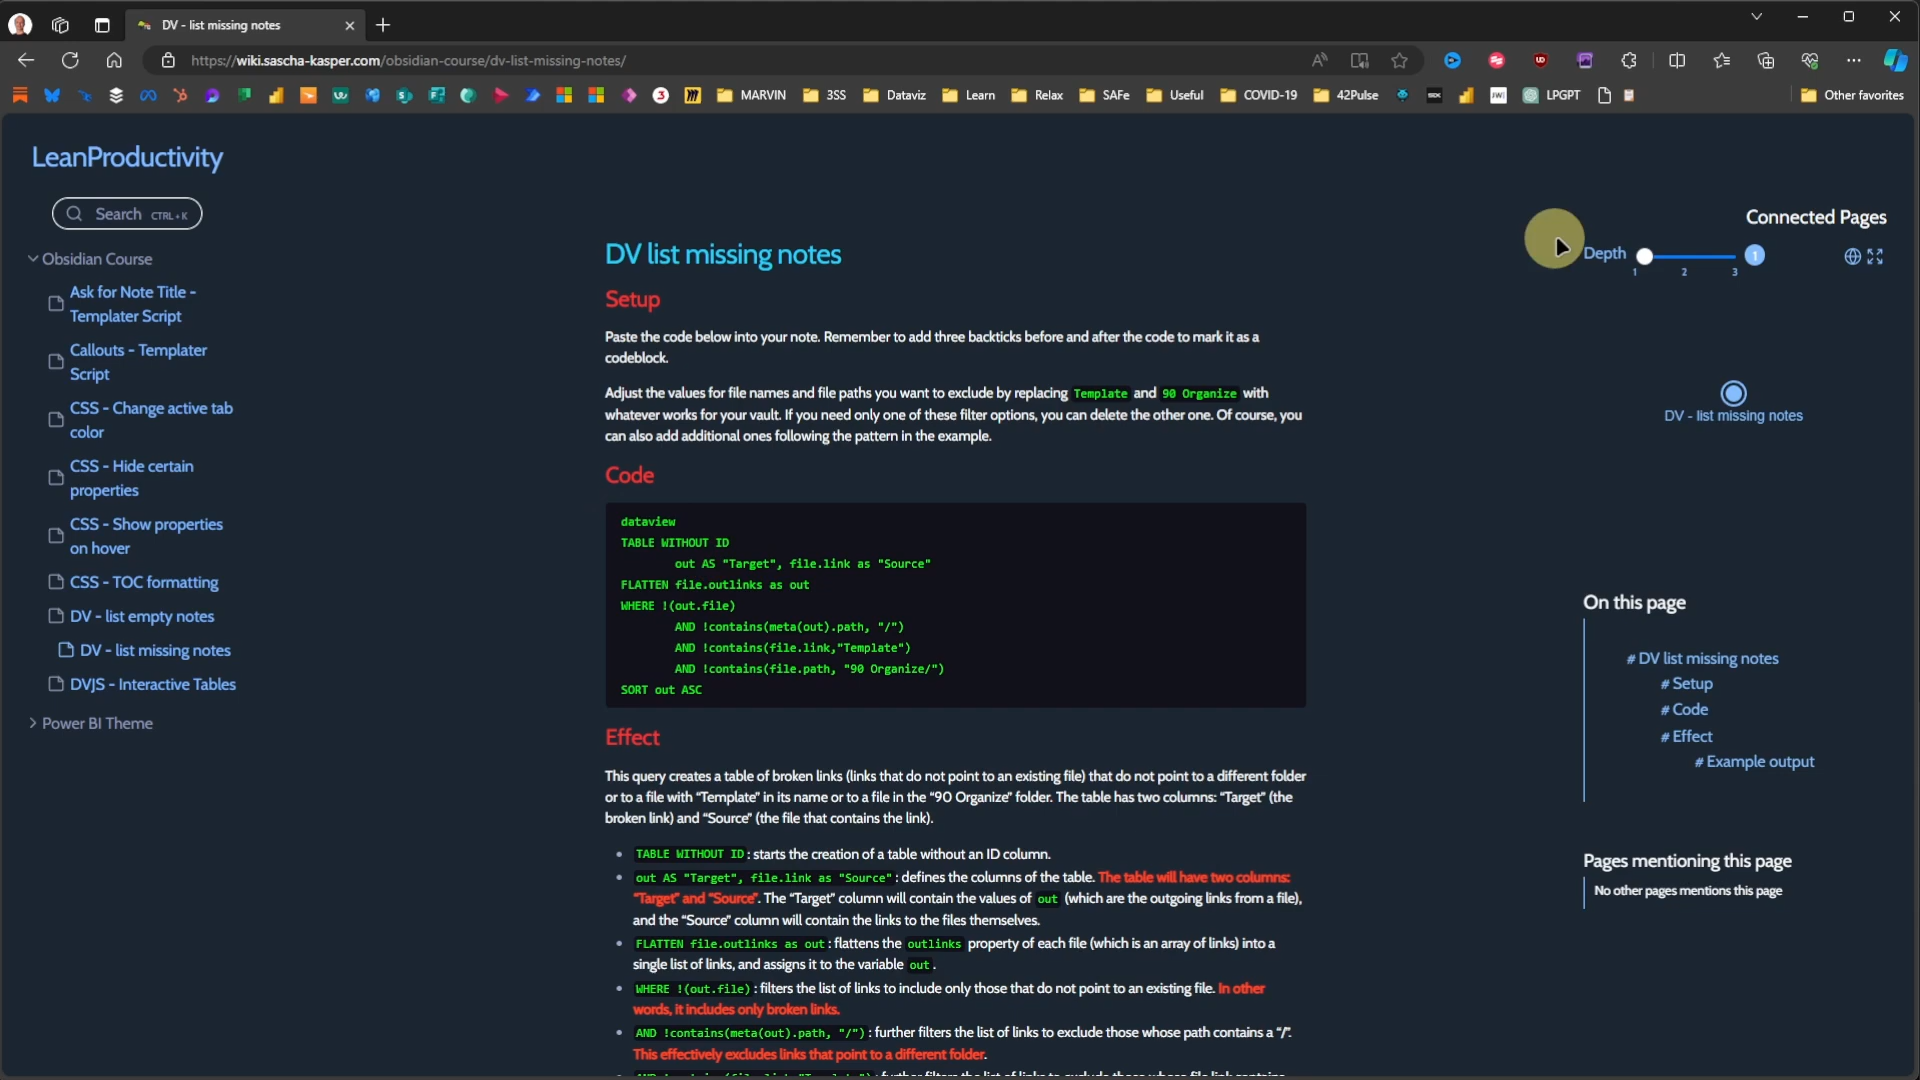 DV - list missing notes
https://wiki.sascha-kasper.com/obsidian-course/dv-list-missing-notes/
MARVIN
3SS
Dataviz
Learn
Relax
SAFe
Useful
COVID-19
42Pulse
LPGPT
Other favorites
LeanProductivity
Search CTRL+K
Obsidian Course
Ask for Note Title -
Templater Script
Callouts - Templater
Script
CSS - Change active tab
color
CSS - Hide certain
properties
CSS - Show properties
on hover
CSS - TOC formatting
DV - list empty notes
DV - list missing notes
DVJS - Interactive Tables
Power BI Theme
DV list missing notes
Setup
Paste the code below into your note. Remember to add three backticks before and after the code to mark it as a
codeblock.
Adjust the values for file names and file paths you want to exclude by replacing Template and 90 Organize with
whatever works for your vault. If you need only one of these filter options, you can delete the other one. Of course, you
can also add additional ones following the pattern in the example.
Code
dataview
TABLE WITHOUT ID
out AS "Target", file.link as "Source"
FLATTEN file.outlinks as out
WHERE !(out.file)
AND !contains(meta(out).path, "/")
AND !contains(file.link,"Template")
AND !contains(file.path, "90 Organize/")
SORT out ASC
Effect
This query creates a table of broken links (links that do not point to an existing file) that do not point to a different folder
or to a file with “Template” in its name or to a file in the “90 Organize” folder. The table has two columns: “Target” (the
broken link) and “Source” (the file that contains the link).
TABLE WITHOUT ID: starts the creation of a table without an ID column.
out AS "Target", file.link as "Source": defines the columns of the table. The table will have two columns:
“Target” and “Source”. The “Target” column will contain the values of out (which are the outgoing links from a file),
and the “Source” column will contain the links to the files themselves.
FLATTEN file.outlinks as out: flattens the outlinks property of each file (which is an array of links) into a
single list of links, and assigns it to the variable out.
WHERE !(out.file): filters the list of links to include only those that do not point to an existing file. In other
words, it includes only broken links.
AND !contains(meta(out).path, "/"): further filters the list of links to exclude those whose path contains a “/”.
This effectively excludes links that point to a different folder.
Connected Pages
Depth
1
1 2 3
DV - list missing notes
On this page
# DV list missing notes
# Setup
# Code
# Effect
# Example output
Pages mentioning this page
No other pages mentions this page